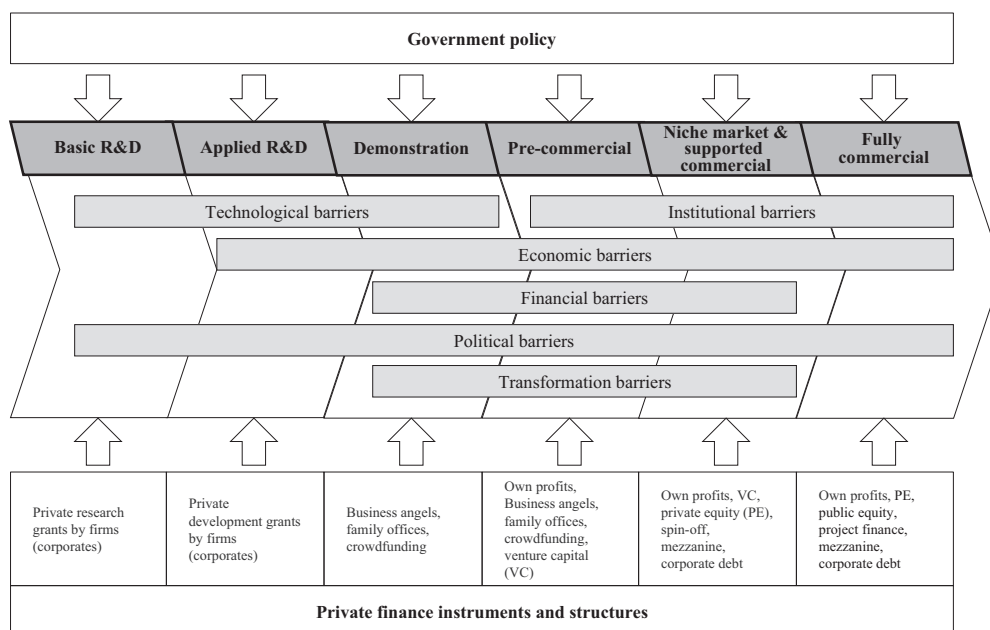 Government policy
Basic R&D
Applied R&D
Demonstration
Pre-commercial
Niche market &
supported
commercial
Fully
commercial
Technological barriers
Institutional barriers
Economic barriers
Financial barriers
Political barriers
Transformation barriers
Private research
grants by firms
(corporates)
Private
development grants
by firms
(corporates)
Business angels,
family offices,
crowdfunding
Own profits,
Business angels,
family offices,
crowdfunding,
venture capital
(VC)
Own profits, VC,
private equity (PE),
spin-off,
mezzanine,
corporate debt
Own profits, PE,
public equity,
project finance,
mezzanine,
corporate debt
Private finance instruments and structures